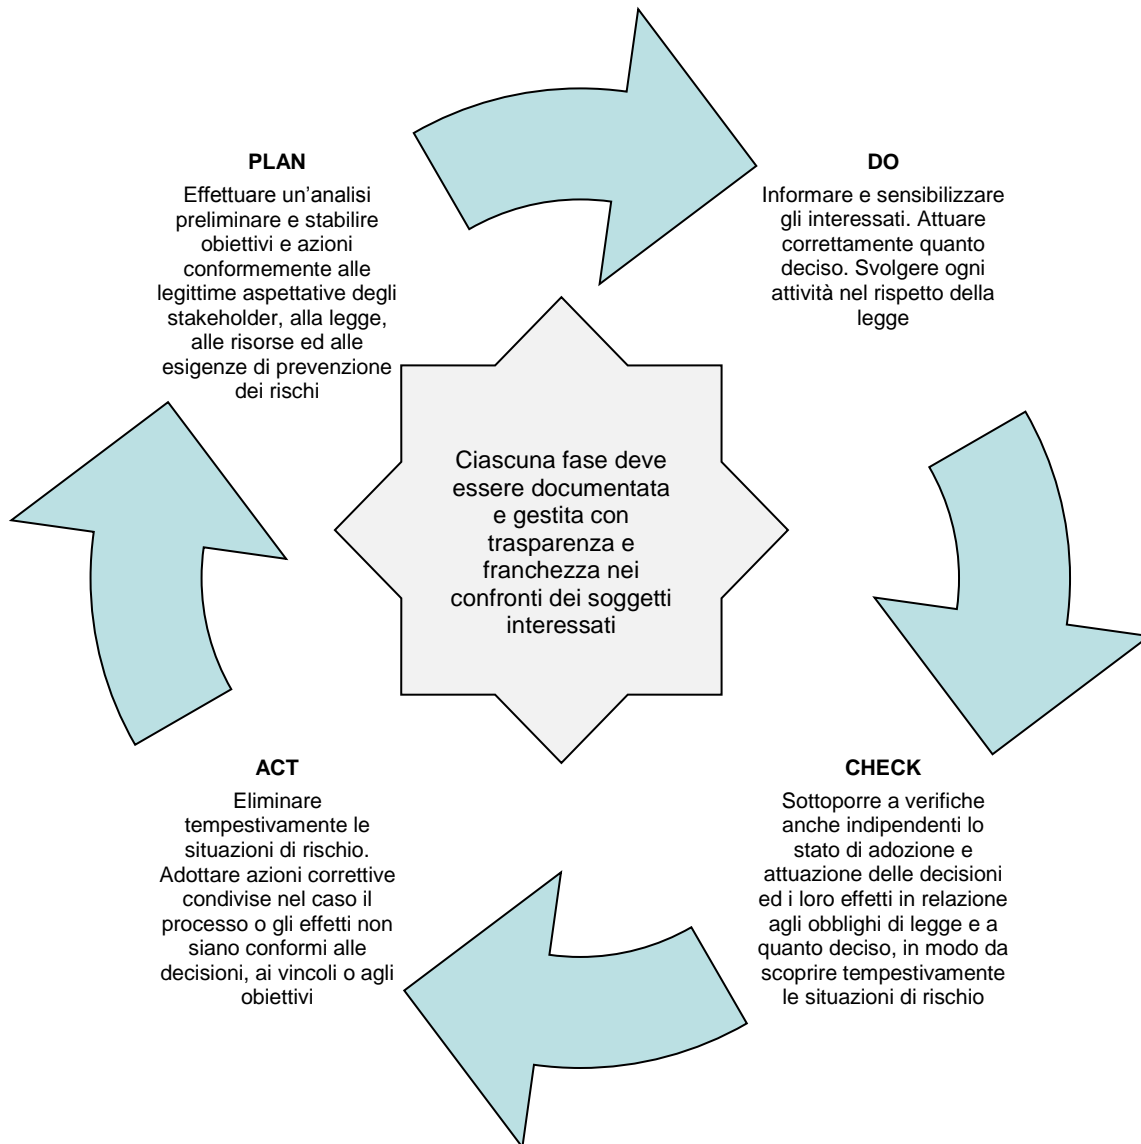 PLAN
Effettuare un’analisi
preliminare e stabilire
obiettivi e azioni
conformemente alle
legittime aspettative degli
stakeholder, alla legge,
alle risorse ed alle
esigenze di prevenzione
dei rischi
DO
Informare e sensibilizzare
gli interessati. Attuare
correttamente quanto
deciso. Svolgere ogni
attività nel rispetto della
legge
Ciascuna fase deve
essere documentata
e gestita con
trasparenza e
franchezza nei
confronti dei soggetti
interessati
ACT
Eliminare
tempestivamente le
situazioni di rischio.
Adottare azioni correttive
condivise nel caso il
processo o gli effetti non
siano conformi alle
decisioni, ai vincoli o agli
obiettivi
CHECK
Sottoporre a verifiche
anche indipendenti lo
stato di adozione e
attuazione delle decisioni
ed i loro effetti in relazione
agli obblighi di legge e a
quanto deciso, in modo da
scoprire tempestivamente
le situazioni di rischio